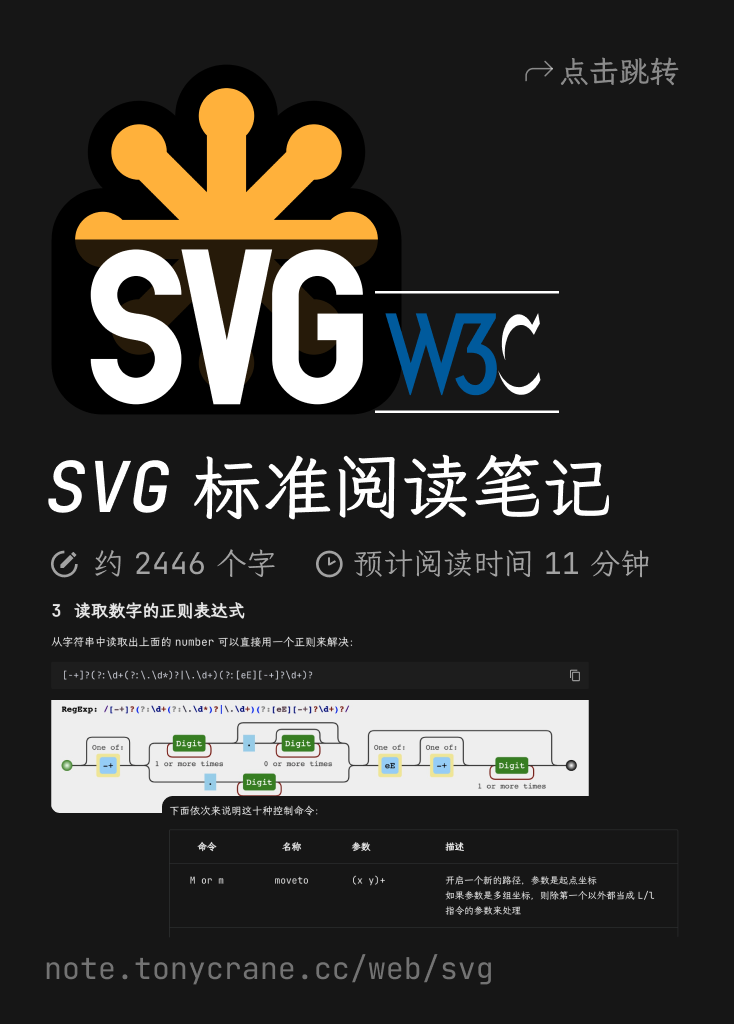 点击跳转
SVG
W3C
SVG 标准阅读笔记
约 2446 个字 预计阅读时间 11 分钟
3 读取数字的正则表达式
从字符串中读取出上面的 number 可以直接用一个正则来解决:
[-+]?(?:\d+(?:\.\d*)?|\.\d+)(?:[eE][-+]?\d+)?
RegExp: /[-+]?(?:\d+(?:\.\d*)?|\.\d+)(?:[eE][-+]?\d+)?/
One of: Digit . Digit One of: One of:
-+ 1 or more times 0 or more times eE -+ Digit
. Digit 1 or more times
下面依次来说明这十种控制命令:
命令 名称 参数 描述
M or m moveto (x y)+ 开启一个新的路径, 参数是起点坐标
如果参数是多组坐标, 则除第一个以外都当成 L/l
指令的参数来处理
note.tonycrane.cc/web/svg